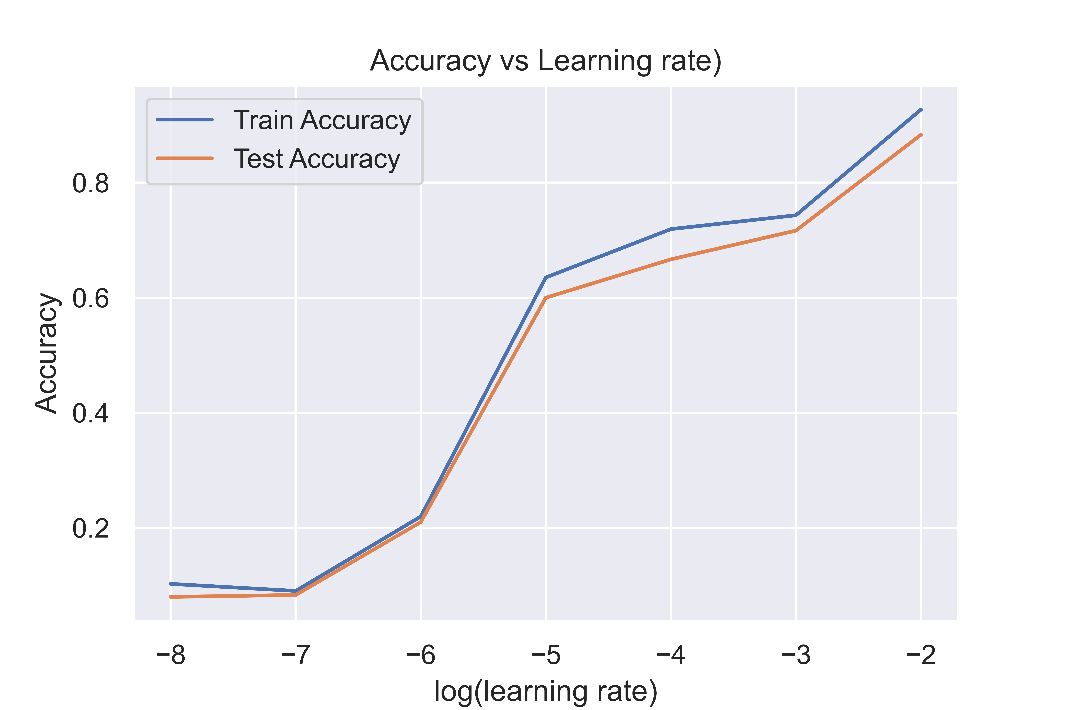 Accuracy vs Learning rate)
Train Accuracy
Test Accuracy
Accuracy
0.8
0.6
0.4
0.2
−8 −7 −6 −5 −4 −3 −2
log(learning rate)